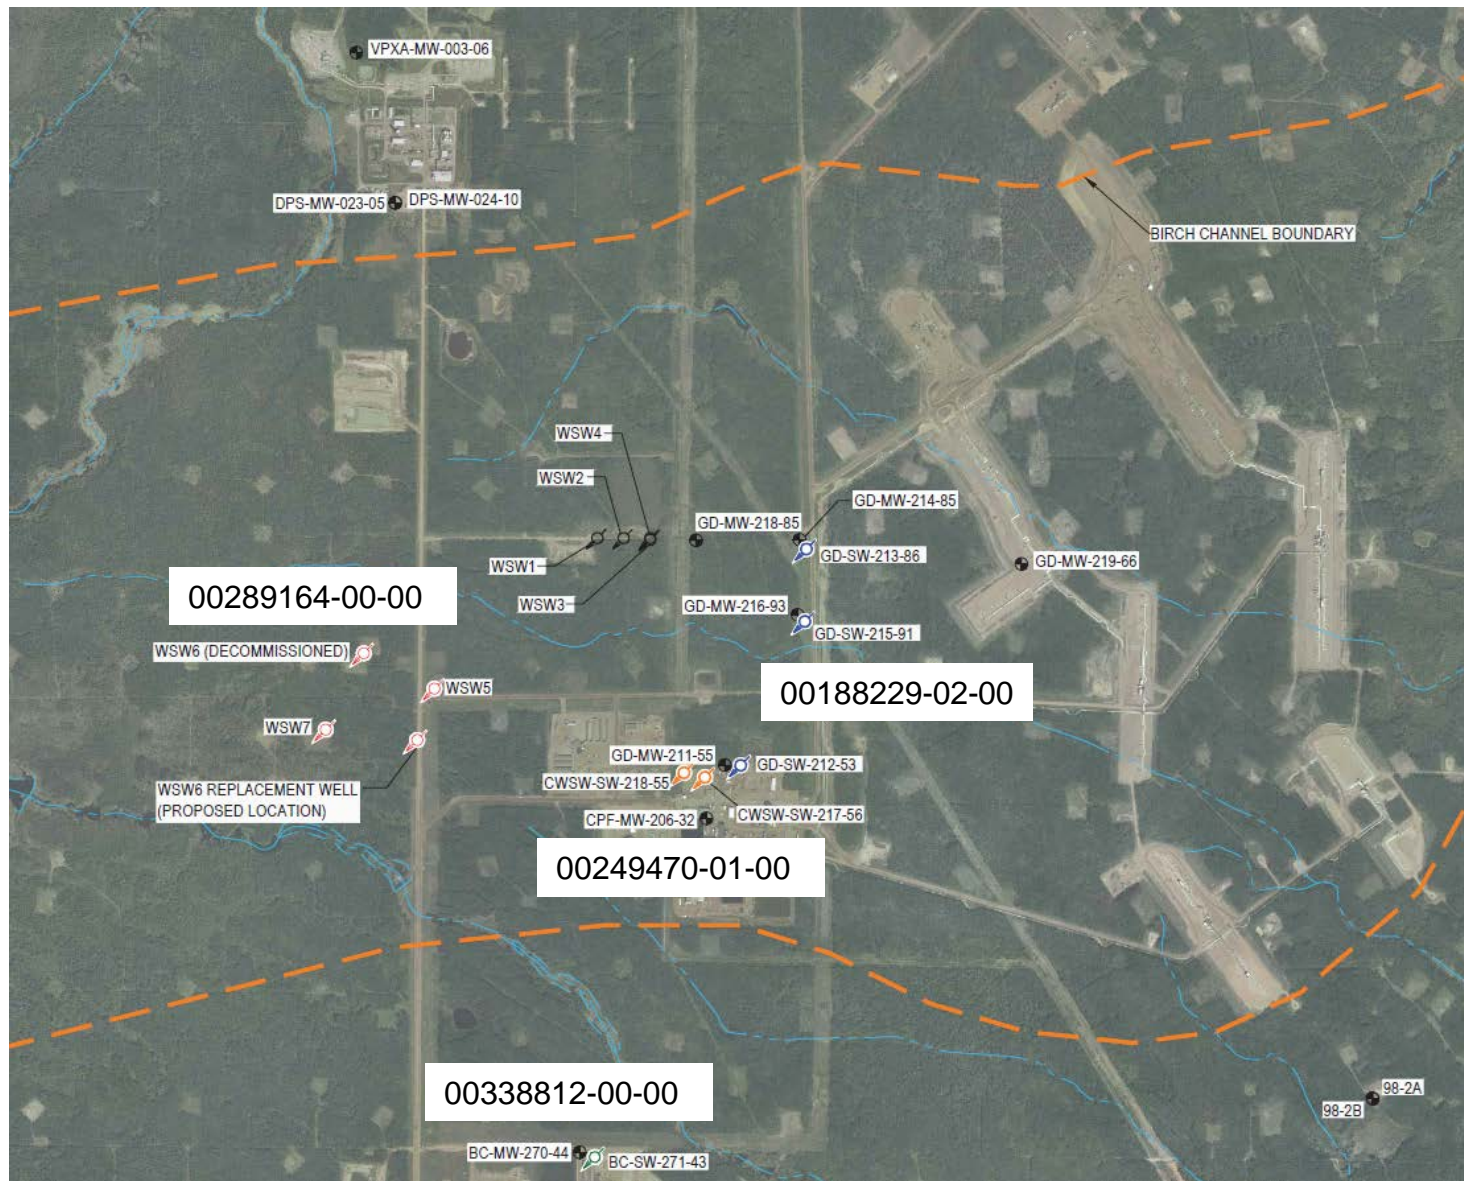 VPXA-MW-003-06
DPS-MW-023-05
DPS-MW-024-10
BIRCH CHANNEL BOUNDARY
WSW4
WSW2
GD-MW-214-85
GD-MW-218-85
GD-SW-213-86
WSW1
GD-MW-219-66
00289164-00-00
WSW3
GD-MW-216-93
GD-SW-215-91
WSW6 (DECOMMISSIONED)
WSW5
00188229-02-00
WSW7
GD-MW-211-55
GD-SW-212-53
CWSW-SW-218-55
WSW6 REPLACEMENT WELL
(PROPOSED LOCATION)
CWSW-SW-217-56
CPF-MW-206-32
00249470-01-00
00338812-00-00
98-2A
98-2B
BC-MW-270-44
BC-SW-271-43